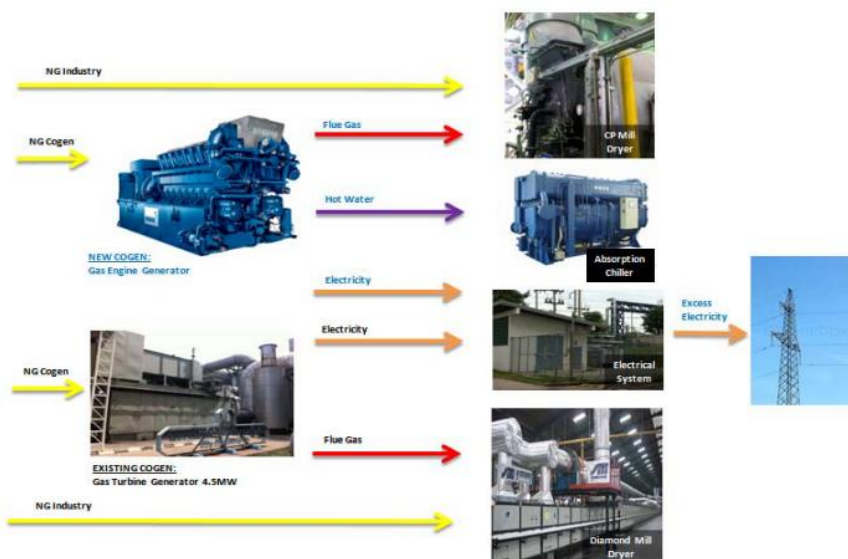 NG Industry
Flue Gas
CP Mill
Dryer
NG Cogen
Hot Water
NEW COGEN:
Gas Engine Generator
Absorption
Chiller
Electricity
Excess
Electricity
Electricity
Electrical
System
NG Cogen
Flue Gas
EXISTING COGEN:
Gas Turbine Generator 4.5MW
NG Industry
Diamond Mill
Dryer